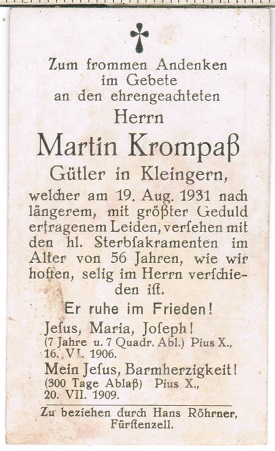 Zum frommen Andenken
im Gebete
an den ehrengeachteten
Herrn
Martin Krompaß
Gütler in Kleingern,
welcher am 19. Aug. 1931 nach
längerem, mit größter Geduld
ertragenem Leiden, versehen mit
den hl. Sterbsakramenten im
Alter von 56 Jahren, wie wir
hoffen, selig im Herrn verschie-
den ist.
Er ruhe im Frieden!
Jesus, Maria, Joseph!
(7 Jahre u. 7 Quadr. Abl.) Pius X.,
16. VI. 1906.
Mein Jesus, Barmherzigkeit!
(300 Tage Ablaß) Pius X.,
20. VII. 1909.
Zu beziehen durch Hans Röhrner,
Fürstenzell.